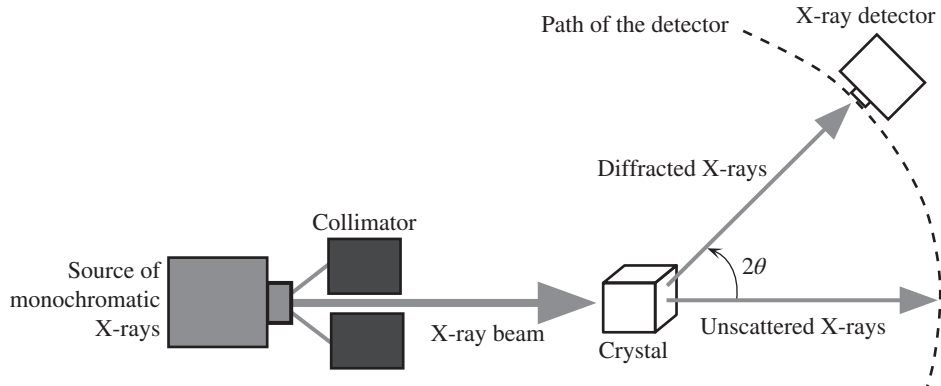 Path of the detector
X-ray detector
Diffracted X-rays
Collimator
Source of
monochromatic
X-rays
2θ
X-ray beam
Unscattered X-rays
Crystal